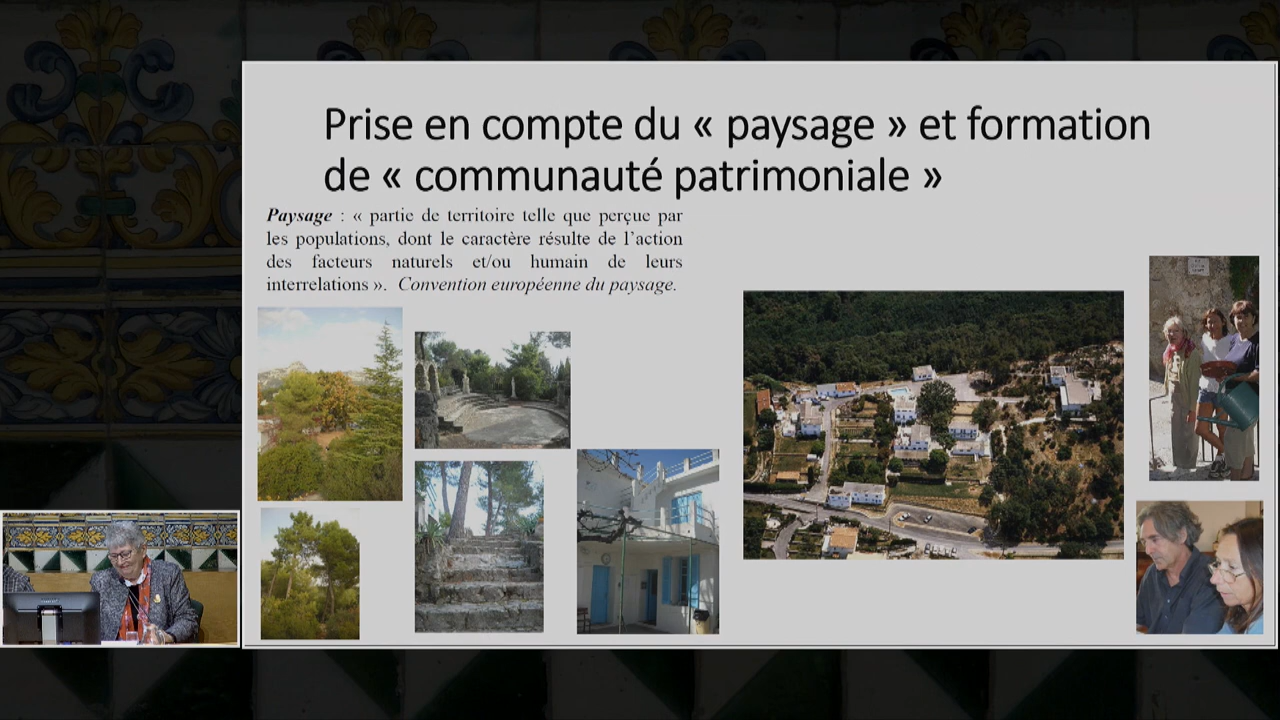 Prise en compte du « paysage » et formation
de « communauté patrimoniale »
Paysage : « partie de territoire telle que perçue par
les populations, dont le caractère résulte de l'action
des facteurs naturels et/ou humain de leurs
interrelations ». Convention européenne du paysage.